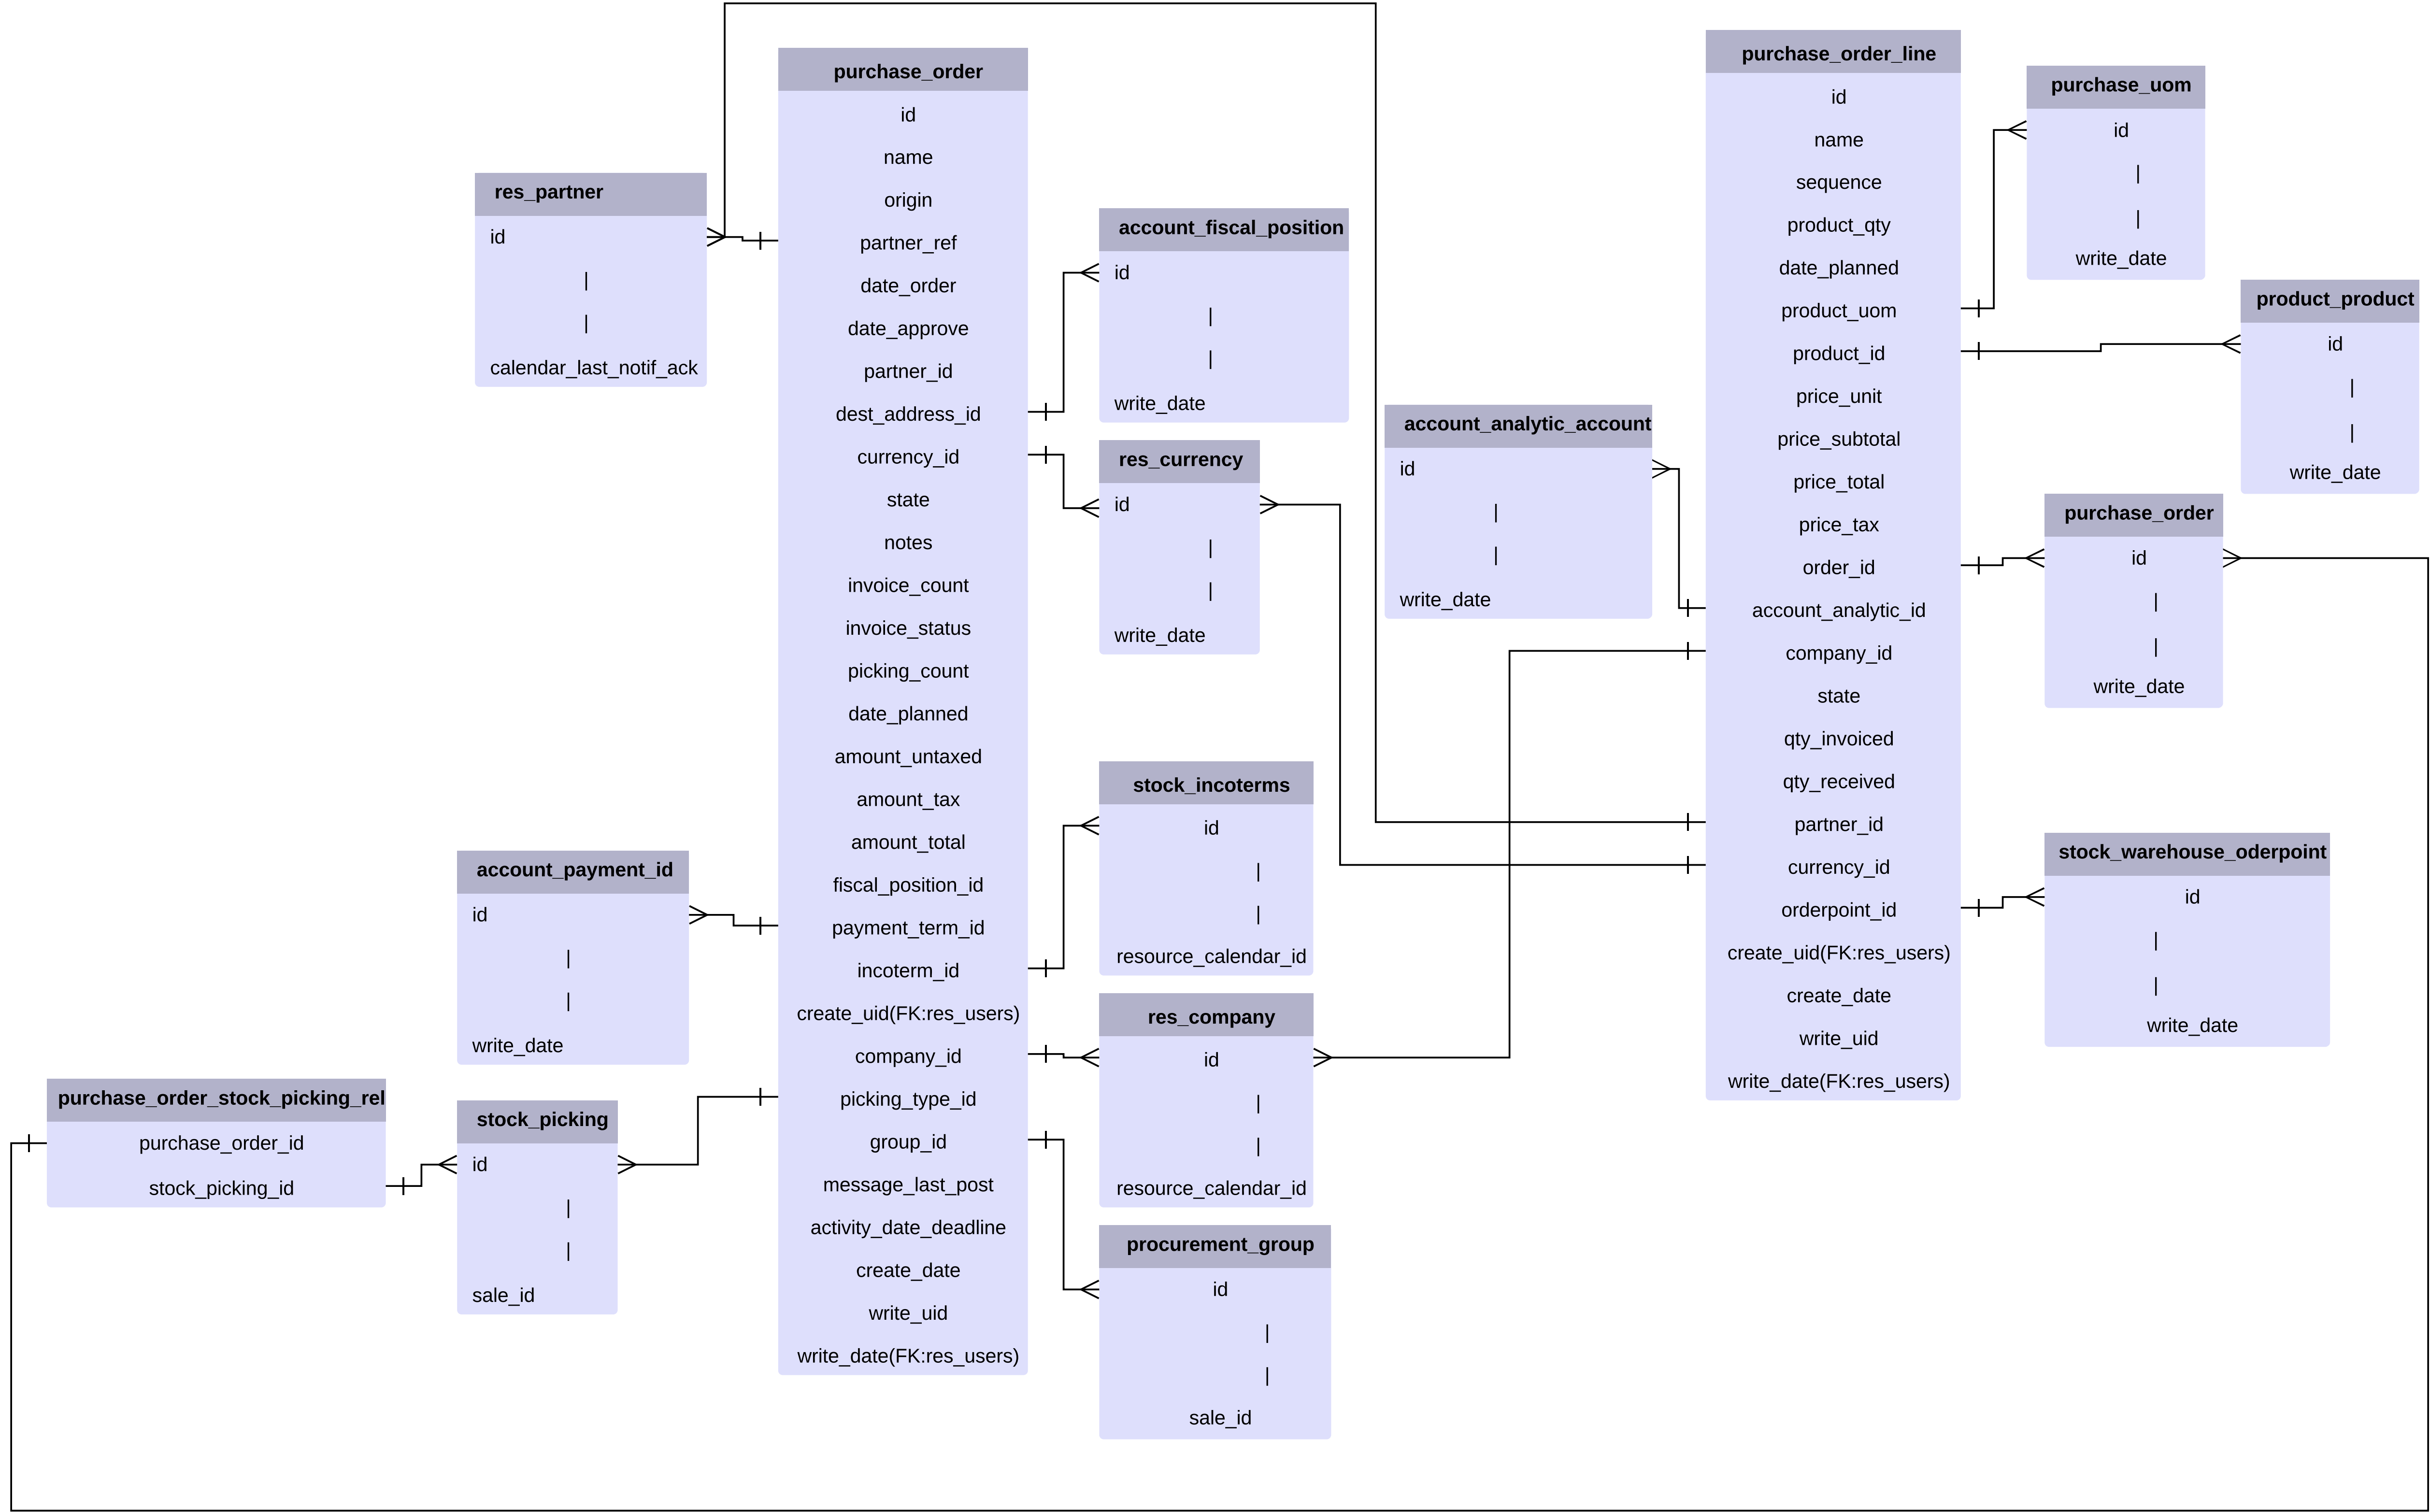 res_partner
id
|
|
calendar_last_notif_ack
account_payment_id
id
|
|
write_date
purchase_order_stock_picking_rel
purchase_order_id
stock_picking_id
stock_picking
id
|
|
sale_id
purchase_order
id
name
origin
partner_ref
date_order
date_approve
partner_id
dest_address_id
currency_id
state
notes
invoice_count
invoice_status
picking_count
date_planned
amount_untaxed
amount_tax
amount_total
fiscal_position_id
payment_term_id
incoterm_id
create_uid(FK:res_users)
company_id
picking_type_id
group_id
message_last_post
activity_date_deadline
create_date
write_uid
write_date(FK:res_users)
account_fiscal_position
id
|
|
write_date
res_currency
id
|
|
write_date
stock_incoterms
id
|
|
resource_calendar_id
res_company
id
|
|
resource_calendar_id
procurement_group
id
|
|
sale_id
account_analytic_account
id
|
|
write_date
purchase_order_line
id
name
sequence
product_qty
date_planned
product_uom
product_id
price_unit
price_subtotal
price_total
price_tax
order_id
account_analytic_id
company_id
state
qty_invoiced
qty_received
partner_id
currency_id
orderpoint_id
create_uid(FK:res_users)
create_date
write_uid
write_date(FK:res_users)
purchase_uom
id
|
|
write_date
product_product
id
|
|
write_date
purchase_order
id
|
|
write_date
stock_warehouse_oderpoint
id
|
|
write_date